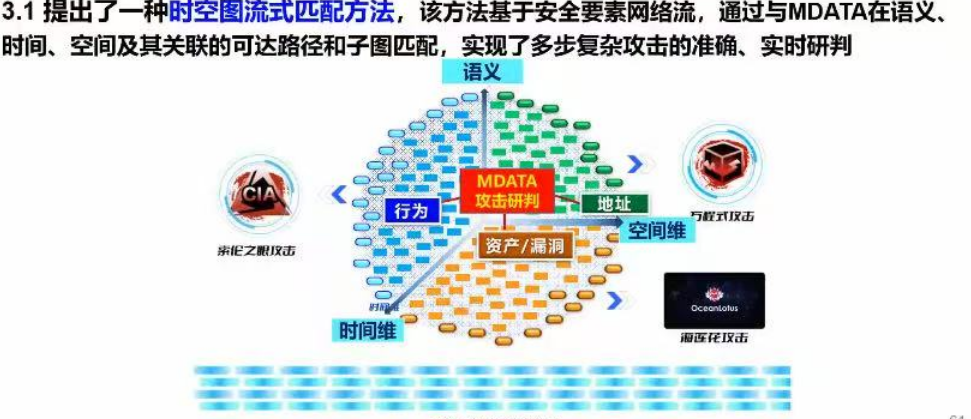 3.1 提出了一种时空图流式匹配方法，该方法基于安全要素网络流，通过与MDATA在语义、
时间、空间及其关联的可达路径和子图匹配，实现了多步复杂攻击的准确、实时研判
语义
CIA
索伦之眼攻击
行为
MDATA
攻击研判
地址
方程式攻击
空间维
资产/漏洞
OceanLotus
海莲花攻击
时间维